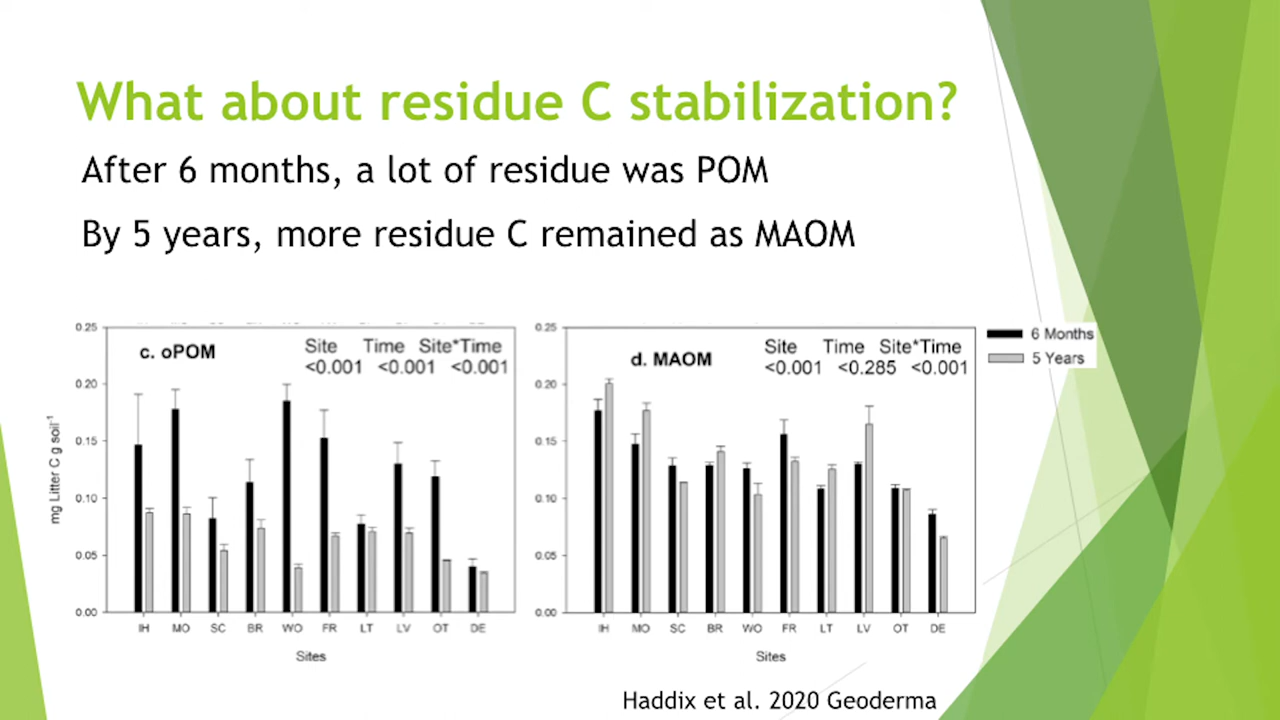 What about residue C stabilization?
After 6 months, a lot of residue was POM
By 5 years, more residue C remained as MAOM
mg Litter C g soil-1
0.25
0.20
0.15
0.10
0.05
0.00
c. oPOM
Site Time Site*Time
<0.001 <0.001 <0.001
IH MO SC BR WO FR LT LV OT DE
Sites
0.25
0.20
0.15
0.10
0.05
0.00
d. MAOM
Site Time Site*Time
<0.001 <0.285 <0.001
IH MO SC BR WO FR LT LV OT DE
Sites
6 Months
5 Years
Haddix et al. 2020 Geoderma